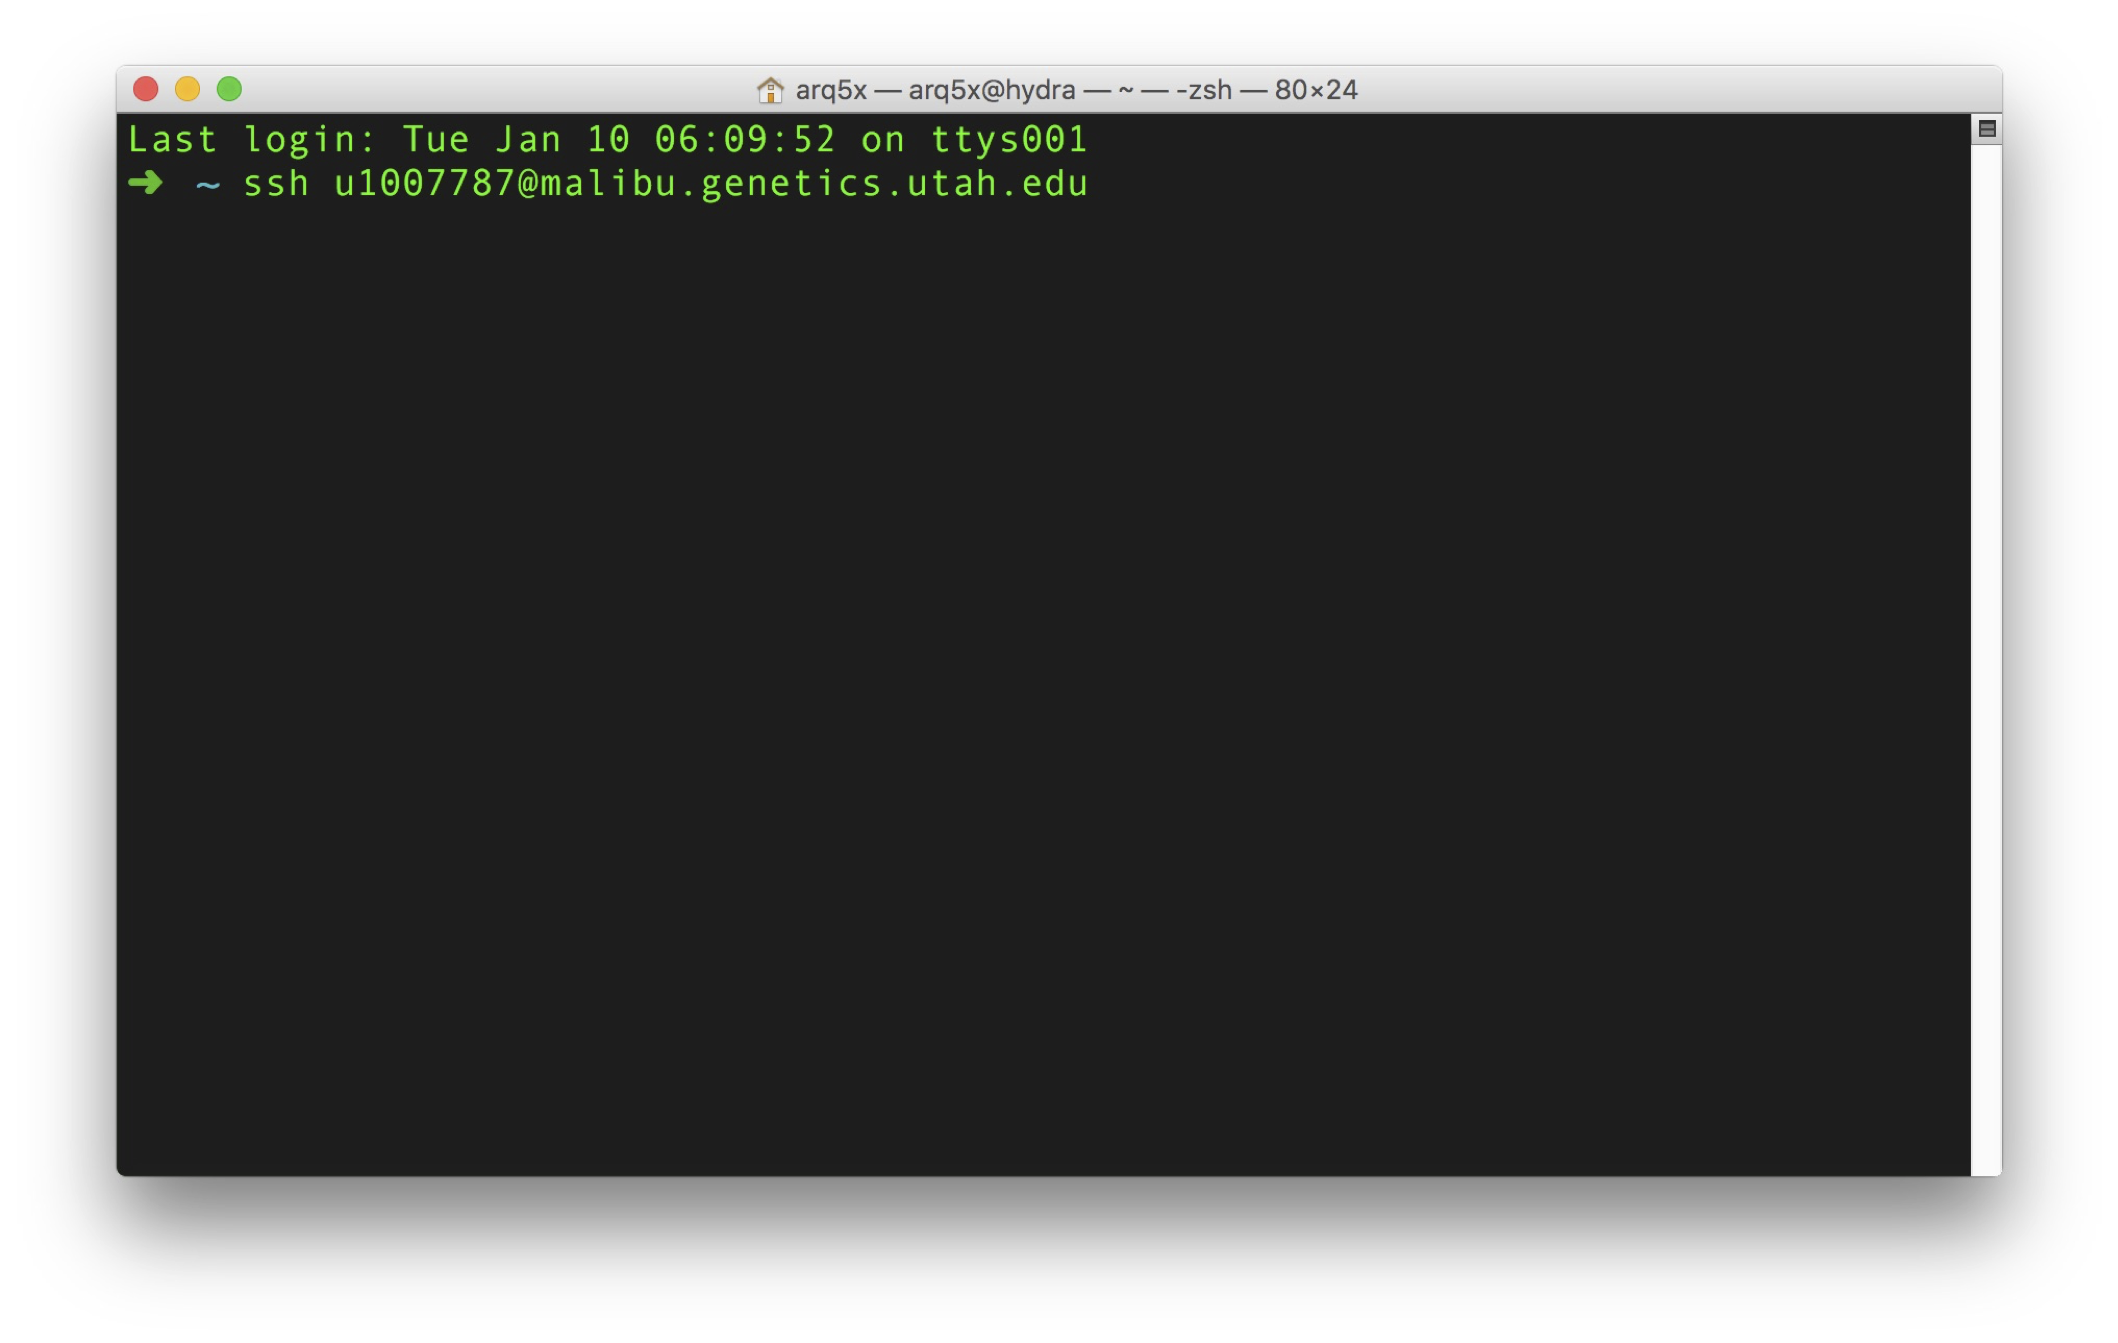 arq5x — arq5x@hydra — ~ — -zsh — 80×24
Last login: Tue Jan 10 06:09:52 on ttys001
➜ ~ ssh u1007787@malibu.genetics.utah.edu